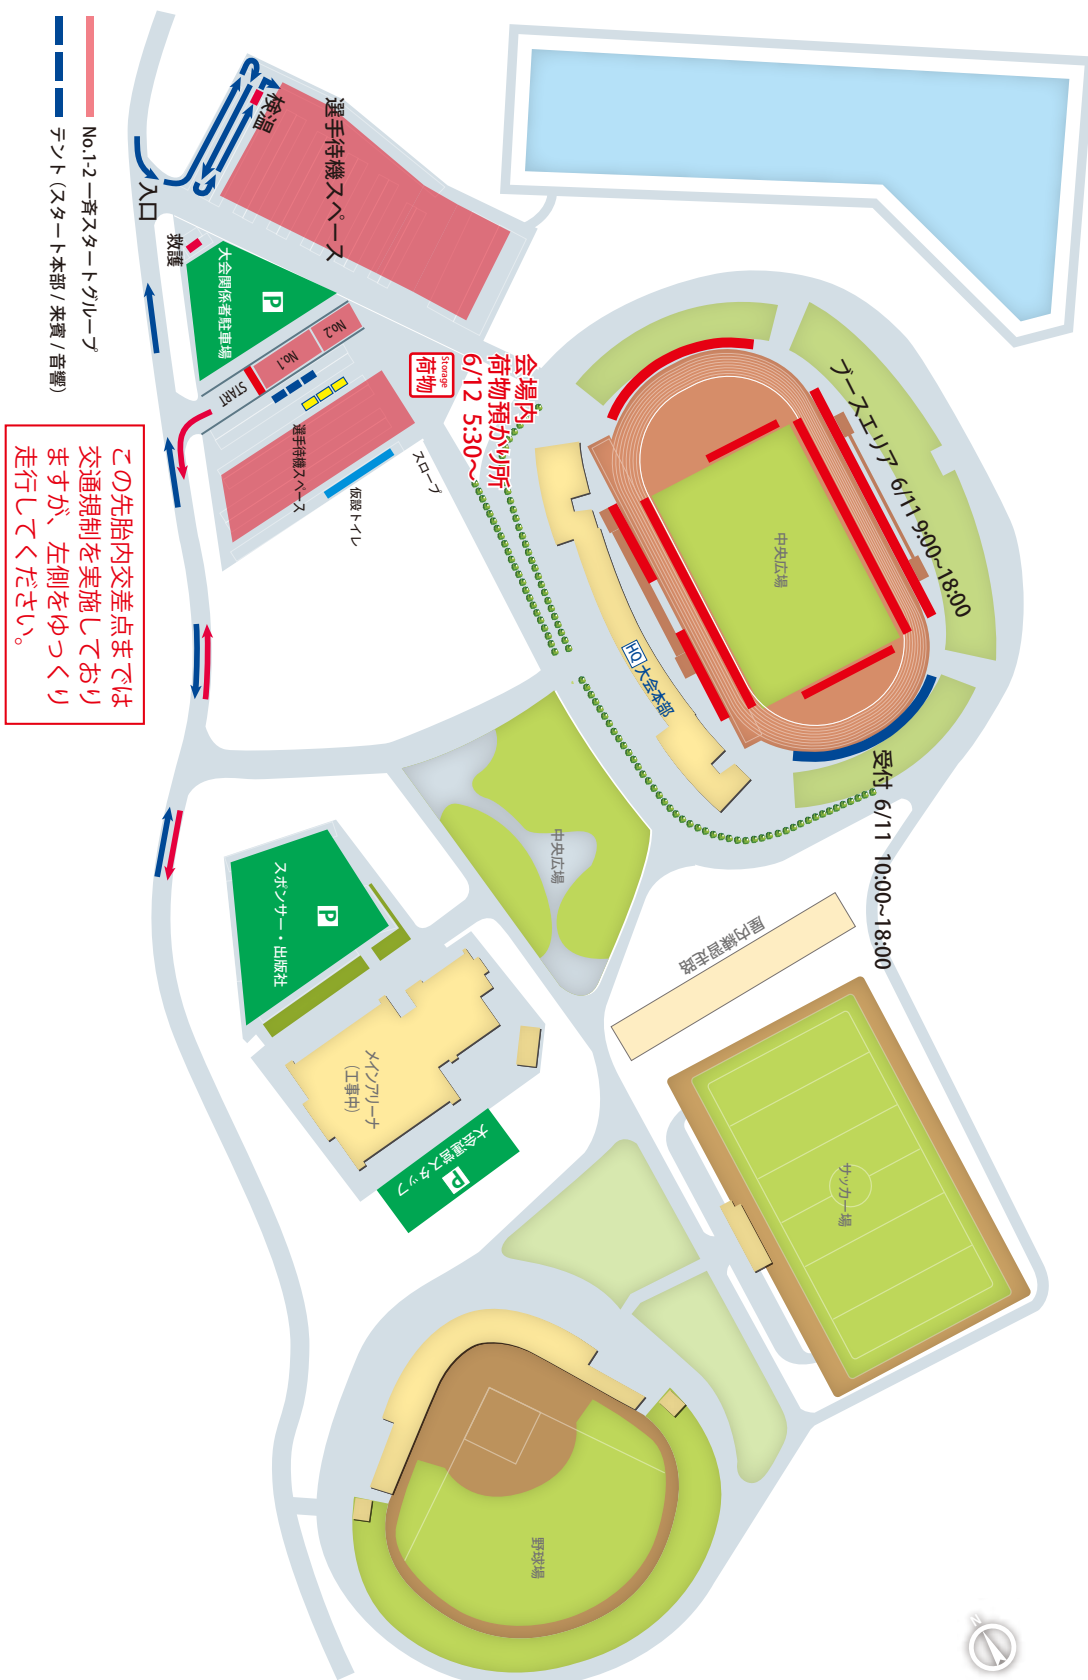 No.1-2 一斉スタートグループ
テント（スタート本部 / 来賓 / 音響）
検温
選手待機スペース
入口
救護
大会関係者駐車場
P
No.2
No.1
START
選手待機スペース
仮設トイレ
スロープ
Storage
荷物
会場内
荷物預かり所
6/12 5:30～
ブースエリア 6/11 9:00~18:00
中央広場
HQ 大会本部
受付 6/11 10:00~18:00
この先胎内交差点までは
交通規制を実施しており
ますが、左側をゆっくり
走行してください。
中央広場
スポンサー・出版社
P
屋内練習走路
メインアリーナ
（工事中）
大会運営スタッフ
P
サッカー場
野球場
N